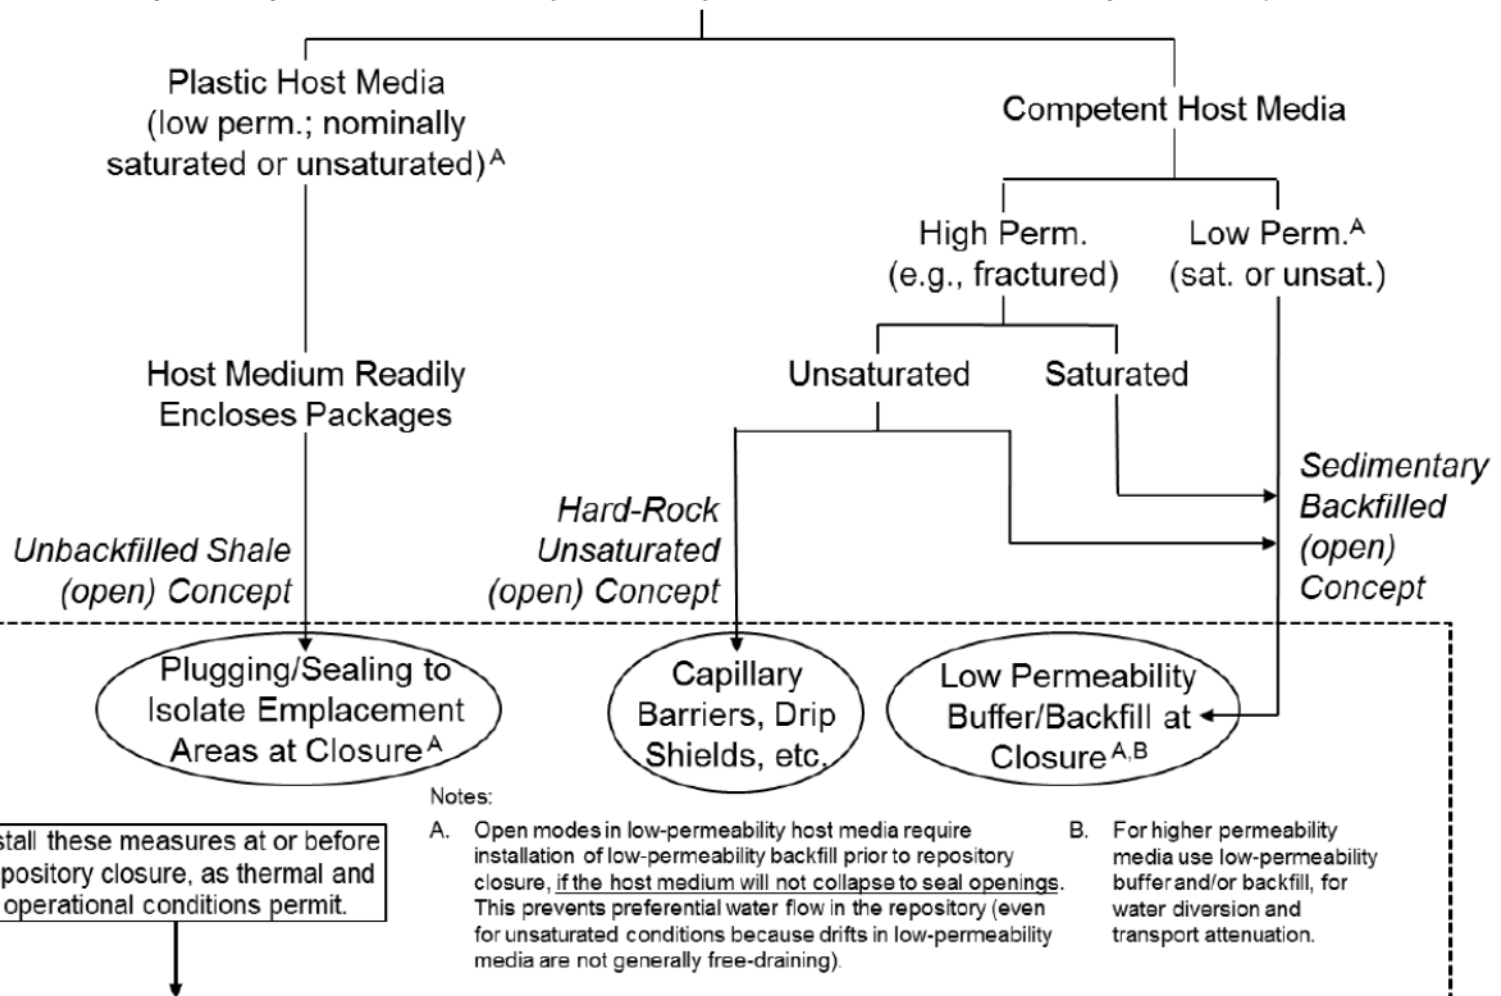 Plastic Host Media
(low perm.; nominally
saturated or unsaturated)A
Competent Host Media
High Perm.
(e.g., fractured)
Low Perm.A
(sat. or unsat.)
Host Medium Readily
Encloses Packages
Unsaturated
Saturated
Unbackfilled Shale
(open) Concept
Hard-Rock
Unsaturated
(open) Concept
Sedimentary
Backfilled
(open)
Concept
Plugging/Sealing to
Isolate Emplacement
Areas at ClosureA
Capillary
Barriers, Drip
Shields, etc.
Low Permeability
Buffer/Backfill at
ClosureA,B
these measures at or before
closure, as thermal and
operational conditions permit.
Notes:
A. Open modes in low-permeability host media require
installation of low-permeability backfill prior to repository
closure, if the host medium will not collapse to seal openings.
This prevents preferential water flow in the repository (even
for unsaturated conditions because drifts in low-permeability
media are not generally free-draining).
B. For higher permeability
media use low-permeability
buffer and/or backfill, for
water diversion and
transport attenuation.